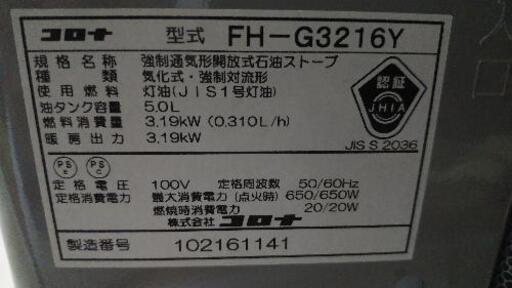 コロナ 型式 FH-G3216Y
規格名称 強制通気形開放式石油ストーブ
種類 気化式・強制対流形
使用燃料 灯油(JIS1号灯油)
油タンク容量 5.0L
燃料消費量 3.19kW(0.310L/h)
暖房出力 3.19kW
認証
JHIA
JIS S 2036
PS E PS C
定格電圧 100V 定格周波数 50/60Hz
定格消費電力 最大消費電力(点火時)650/650W
燃焼時消費電力 20/20W
株式会社 コロナ
製造番号 102161141